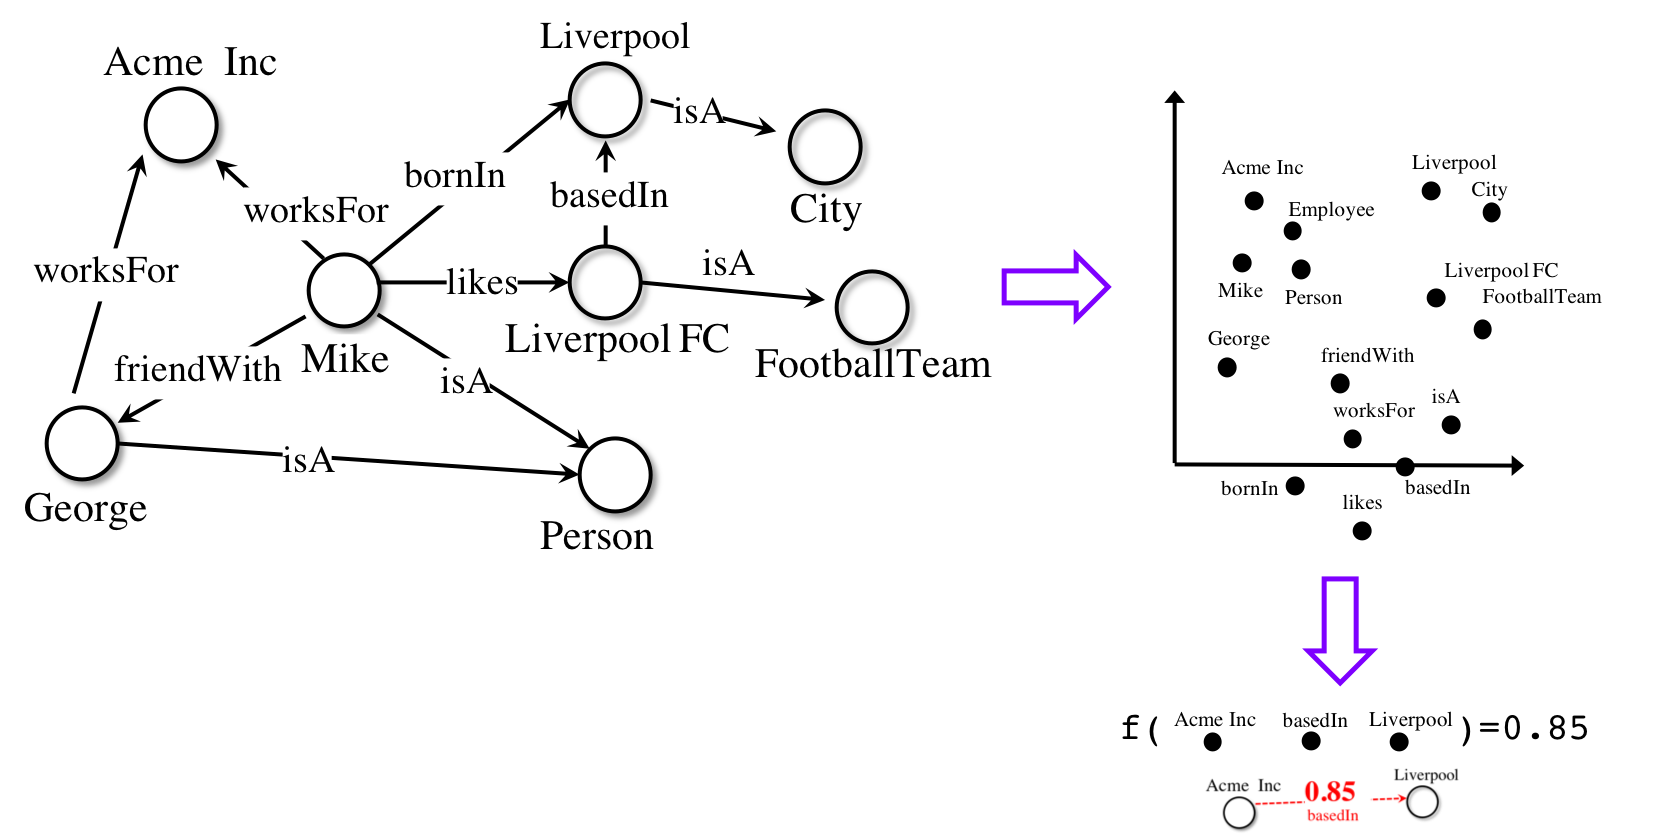 Liverpool
Acme Inc
isA
bornIn
City
basedIn
worksFor
worksFor
likes
isA
Liverpool FC
FootballTeam
friendWith
Mike
isA
isA
George
Person
Acme Inc
Liverpool
City
Employee
Mike
Person
Liverpool FC
FootballTeam
George
friendWith
worksFor
isA
bornIn
basedIn
likes
f( Acme Inc basedIn Liverpool )=0.85
Acme Inc
0.85
basedIn
Liverpool